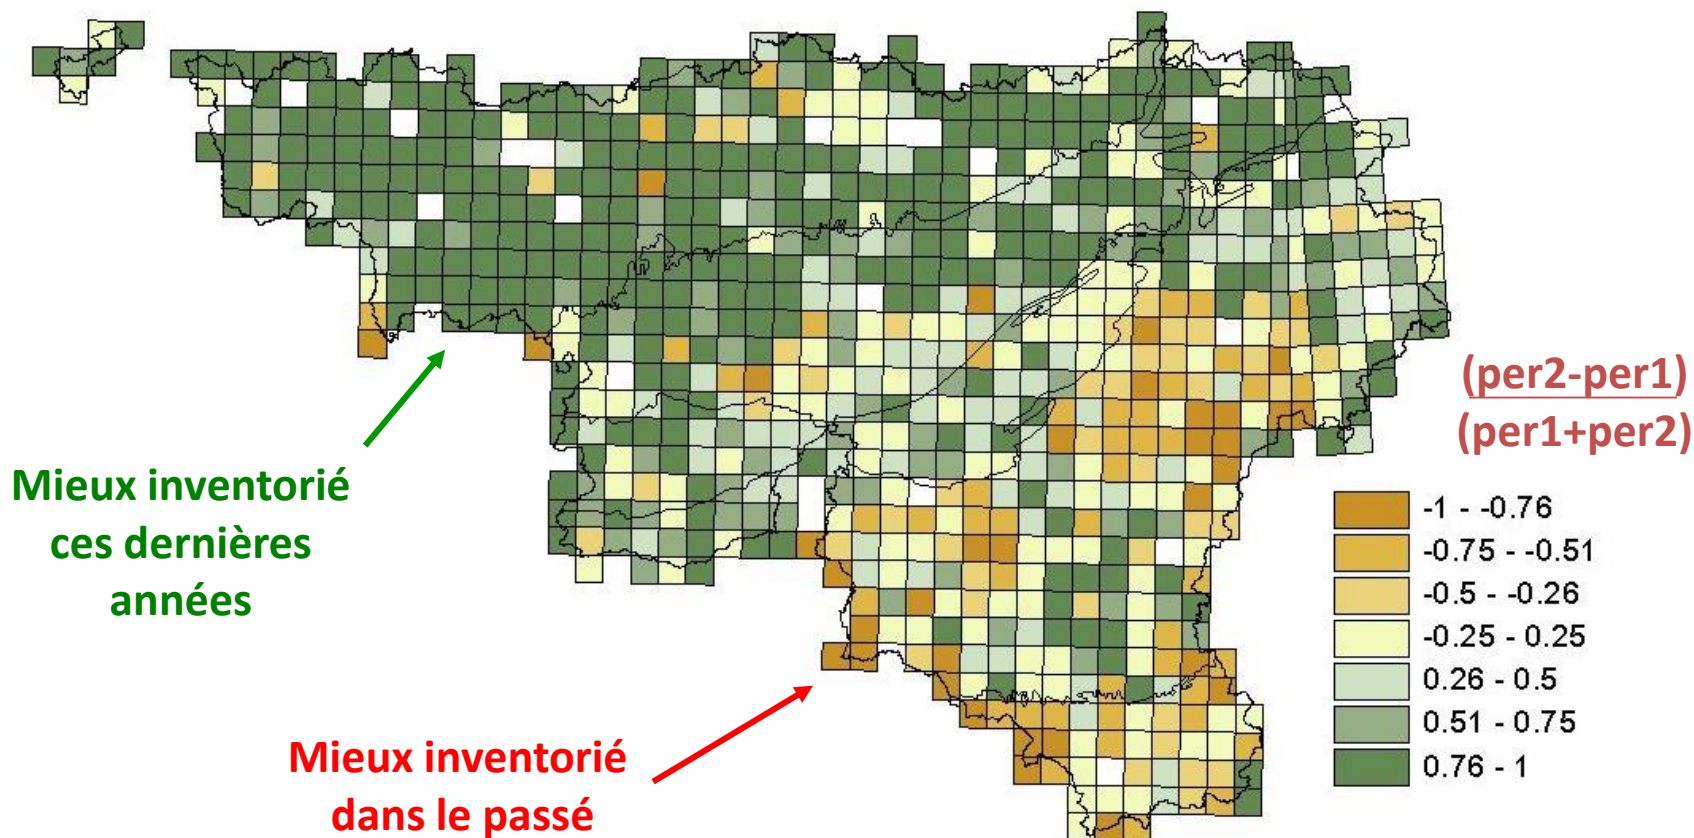 (per2-per1)
(per1+per2)
Mieux inventorié
ces dernières
années
-1 - -0.76
-0.75 - -0.51
-0.5 - -0.26
-0.25 - 0.25
0.26 - 0.5
0.51 - 0.75
0.76 - 1
Mieux inventorié
dans le passé